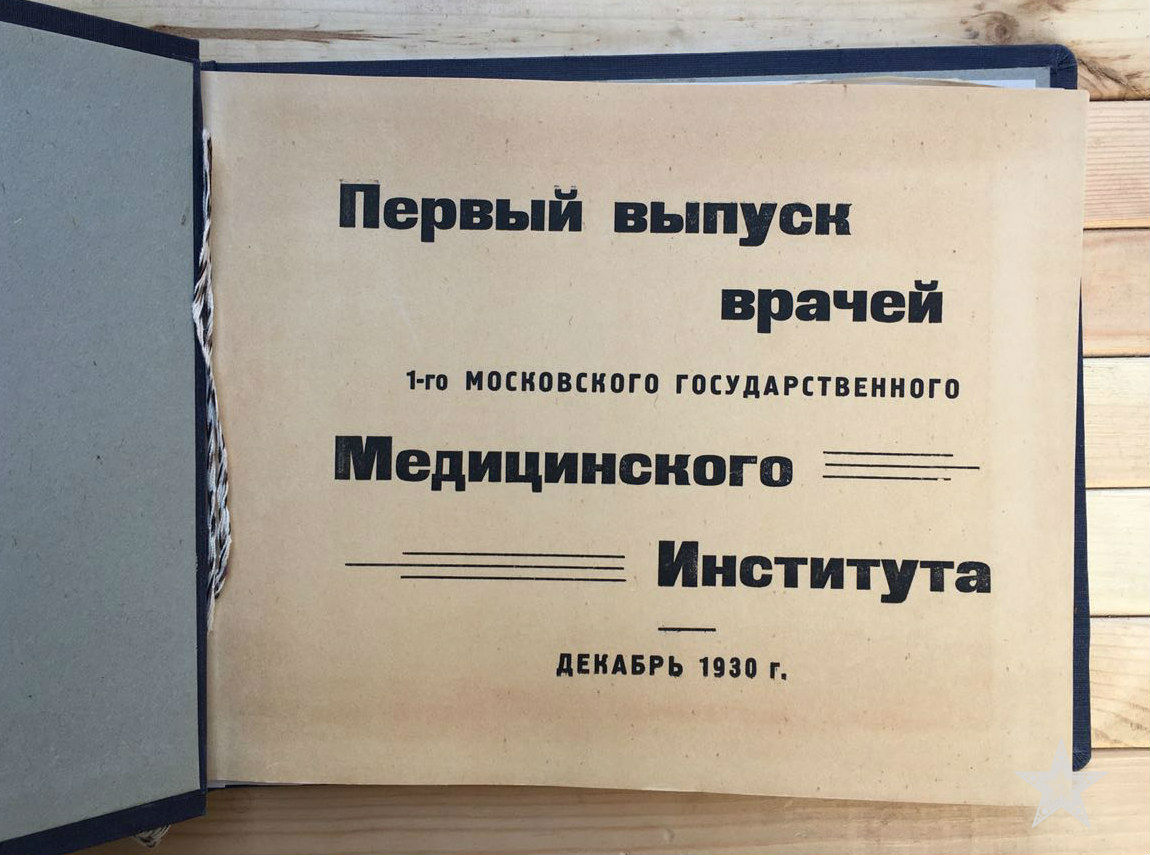 Первый выпуск
врачей
1-го МОСКОВСКОГО ГОСУДАРСТВЕННОГО
Медицинского
Института
ДЕКАБРЬ 1930 г.